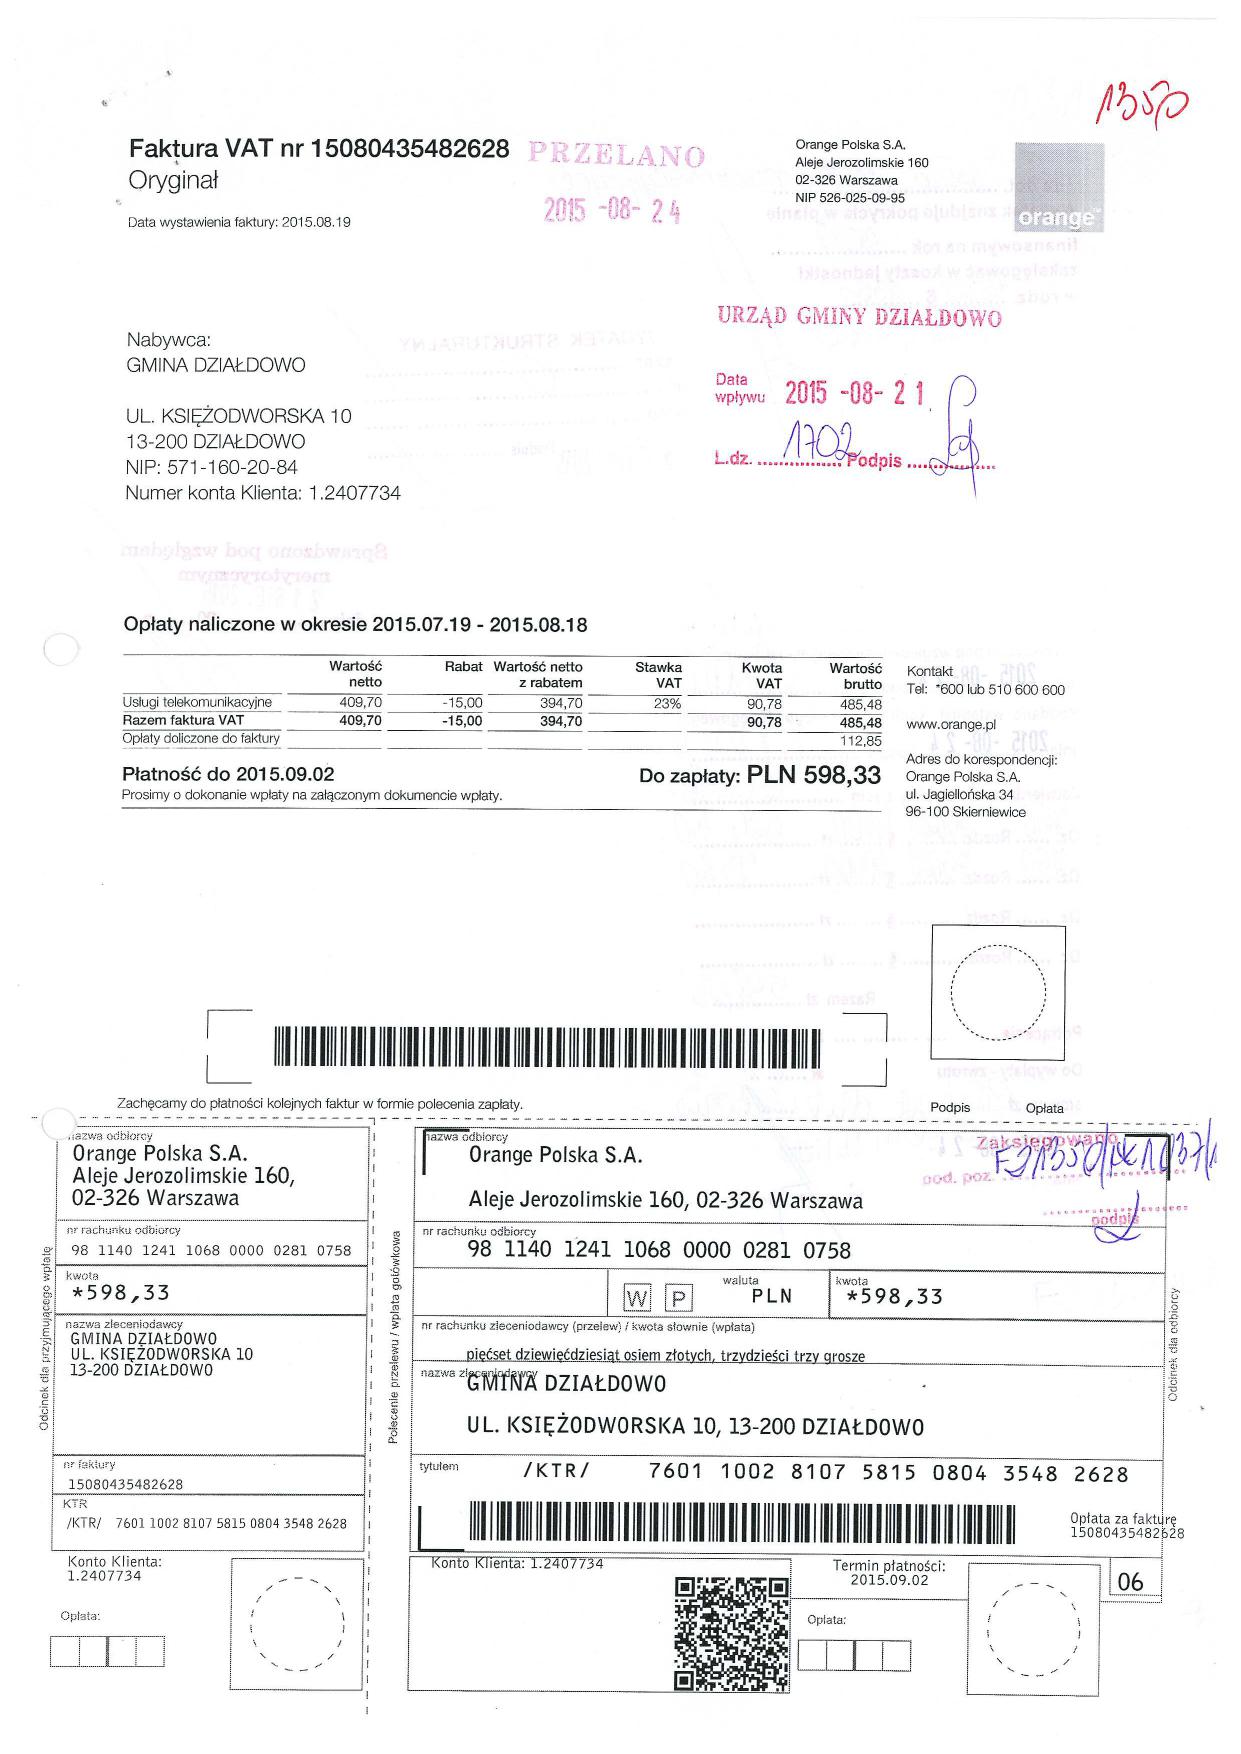 1350
Faktura VAT nr 15080435482628
Oryginał
Data wystawienia faktury: 2015.08.19
PRZELANO
2015 -08- 24
Orange Polska S.A.
Aleje Jerozolimskie 160
02-326 Warszawa
NIP 526-025-09-95
orange™
URZĄD GMINY DZIAŁDOWO
Data
wpływu 2015 -08- 21
L.dz. 1702 Podpis
Nabywca:
GMINA DZIAŁDOWO
UL. KSIĘŻODWORSKA 10
13-200 DZIAŁDOWO
NIP: 571-160-20-84
Numer konta Klienta: 1.2407734
Opłaty naliczone w okresie 2015.07.19 - 2015.08.18
Wartość netto Rabat Wartość netto z rabatem Stawka VAT Kwota VAT Wartość brutto
Usługi telekomunikacyjne 409,70 -15,00 394,70 23% 90,78 485,48
Razem faktura VAT 409,70 -15,00 394,70 90,78 485,48
Opłaty doliczone do faktury 112,85
Płatność do 2015.09.02 Do zapłaty: PLN 598,33
Prosimy o dokonanie wpłaty na załączonym dokumencie wpłaty.
Kontakt
Tel: *600 lub 510 600 600
www.orange.pl
Adres do korespondencji:
Orange Polska S.A.
ul. Jagiellońska 34
96-100 Skierniewice
Zachęcamy do płatności kolejnych faktur w formie polecenia zapłaty.
Podpis Opłata
Odcinek dla przyjmującego wpłatę
nazwa odbiorcy
Orange Polska S.A.
Aleje Jerozolimskie 160,
02-326 Warszawa
nr rachunku odbiorcy
98 1140 1241 1068 0000 0281 0758
kwota
*598,33
nazwa zleceniodawcy
GMINA DZIAŁDOWO
UL. KSIĘŻODWORSKA 10
13-200 DZIAŁDOWO
nr faktury
15080435482628
KTR
/KTR/ 7601 1002 8107 5815 0804 3548 2628
Konto Klienta:
1.2407734
Opłata:
Polecenie przelewu / wpłata gotówkowa
nazwa odbiorcy
Orange Polska S.A.
Aleje Jerozolimskie 160, 02-326 Warszawa
Zaksięgowano
pod. poz.
podpis
nr rachunku odbiorcy
98 1140 1241 1068 0000 0281 0758
W P
waluta
PLN
kwota
*598,33
nr rachunku zleceniodawcy (przelew) / kwota słownie (wpłata)
pięćset dziewięćdziesiąt osiem złotych, trzydzieści trzy grosze
nazwa zleceniodawcy
GMINA DZIAŁDOWO
UL. KSIĘŻODWORSKA 10, 13-200 DZIAŁDOWO
tytułem /KTR/ 7601 1002 8107 5815 0804 3548 2628
Opłata za fakturę
15080435482628
Odcinek dla odbiorcy
Konto Klienta: 1.2407734
Termin płatności:
2015.09.02
06
Opłata: